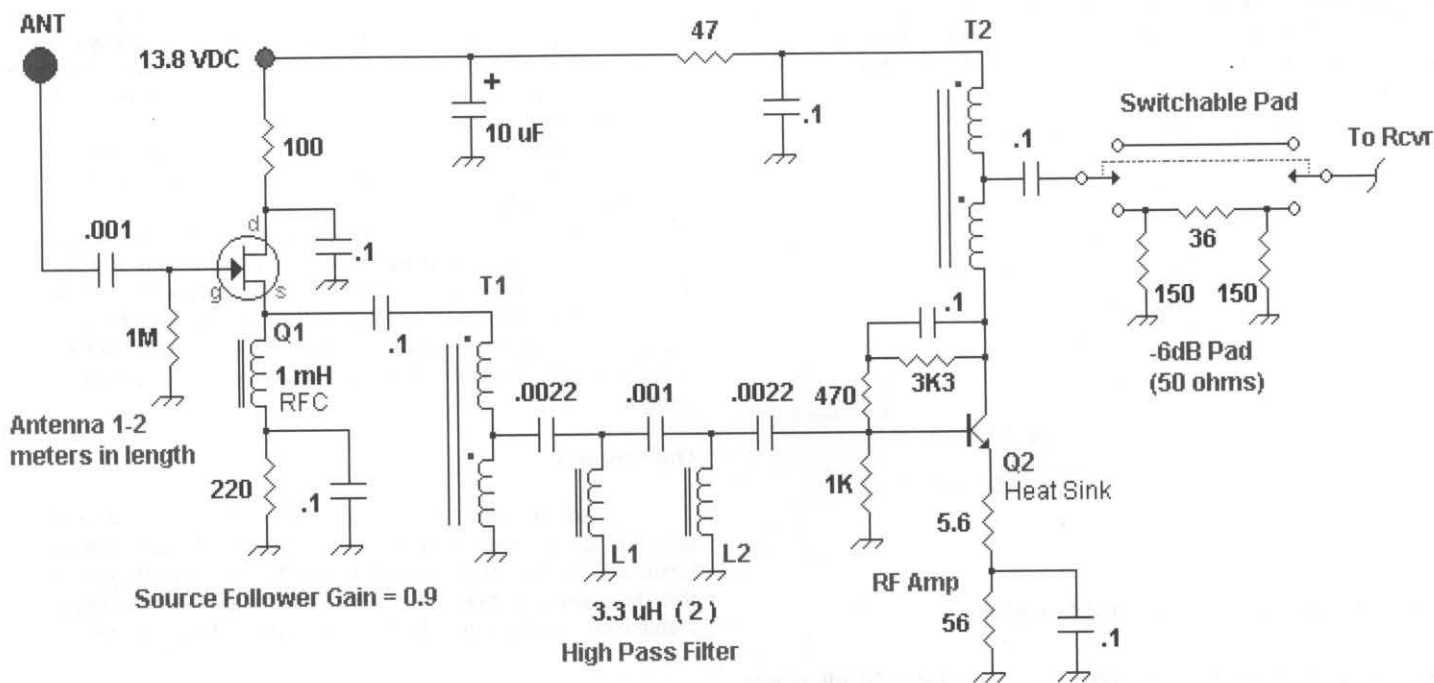 ANT
13.8 VDC
47
T2
+
10 uF
.1
Switchable Pad
.1
To Rcvr
100
d
.001
.1
36
g
s
T1
150
150
1M
Q1
.1
.1
-6dB Pad
(50 ohms)
1 mH
RFC
3K3
.0022
.001
.0022
470
Antenna 1-2
meters in length
220
.1
1K
Q2
Heat Sink
5.6
L1
L2
RF Amp
Source Follower Gain = 0.9
3.3 uH ( 2 )
56
.1
High Pass Filter